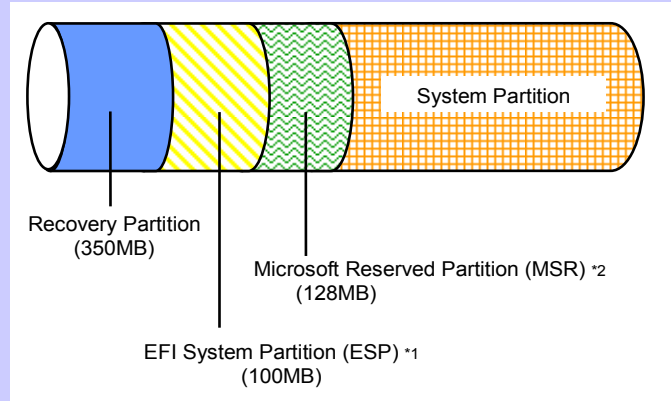 System Partition
Recovery Partition
(350MB)
Microsoft Reserved Partition (MSR) *2
(128MB)
EFI System Partition (ESP) *1
(100MB)